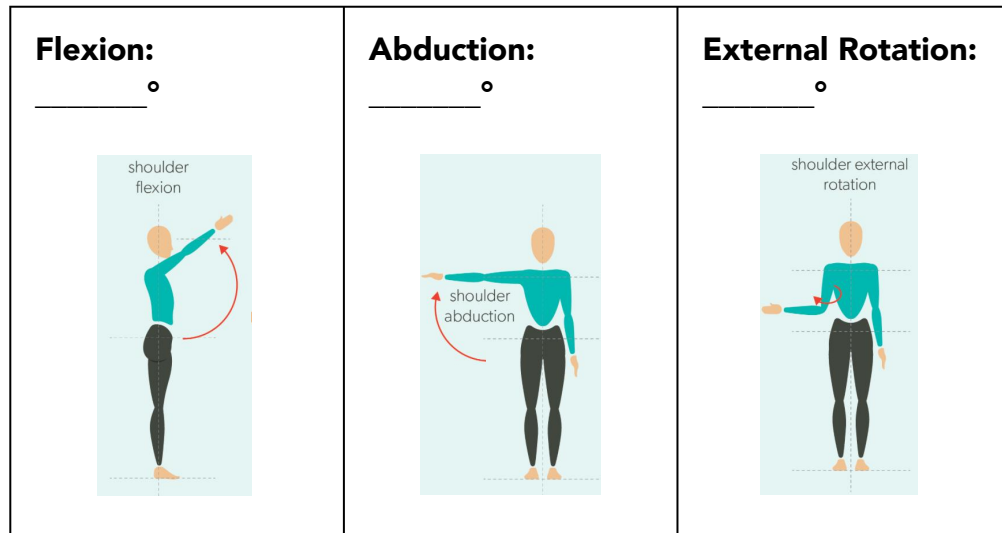 Flexion:
_______°
shoulder
flexion
Abduction:
_______°
shoulder
abduction
External Rotation:
_______°
shoulder external
rotation